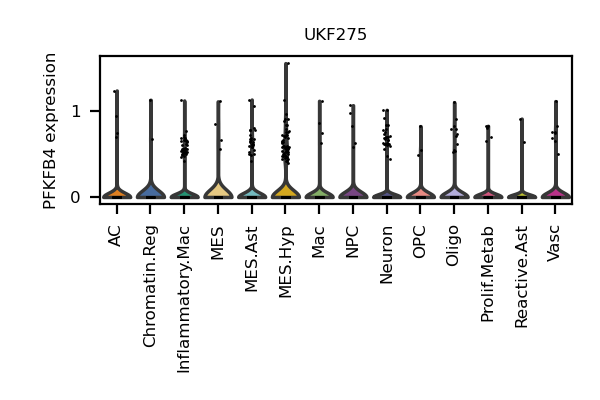 UKF275
PFKFB4 expression
1
0
AC
Chromatin.Reg
Inflammatory.Mac
MES
MES.Ast
MES.Hyp
Mac
NPC
Neuron
OPC
Oligo
Prolif.Metab
Reactive.Ast
Vasc